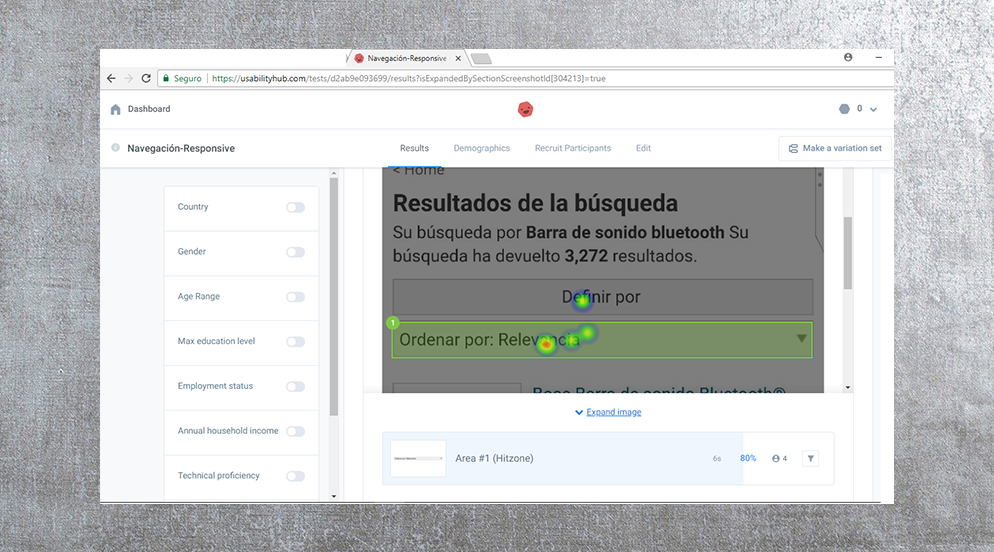 Navegación-Responsive
Seguro
https://usabilityhub.com/tests/d2ab9e093699/results?isExpandedBySectionScreenshotId[304213]=true
Dashboard
0
Navegación-Responsive
Results
Demographics
Recruit Participants
Edit
Make a variation set
Country
Gender
Age Range
Max education level
Employment status
Annual household income
Technical proficiency
< Home
Resultados de la búsqueda
Su búsqueda por Barra de sonido bluetooth Su
búsqueda ha devuelto 3,272 resultados.
Definir por
1
Ordenar por: Relevancia
Bose Barra de sonido Bluetooth®
Expand image
Area #1 (Hitzone)
6s
80%
4